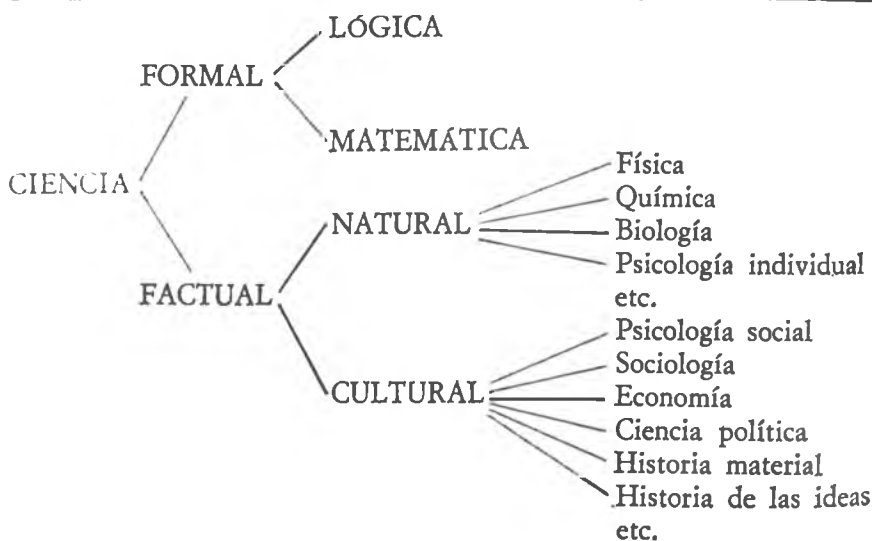 LÓGICA
FORMAL
MATEMÁTICA
CIENCIA
Física
Química
NATURAL
Biología
Psicología individual
etc.
FACTUAL
Psicología social
Sociología
CULTURAL
Economía
Ciencia política
Historia material
Historia de las ideas
etc.